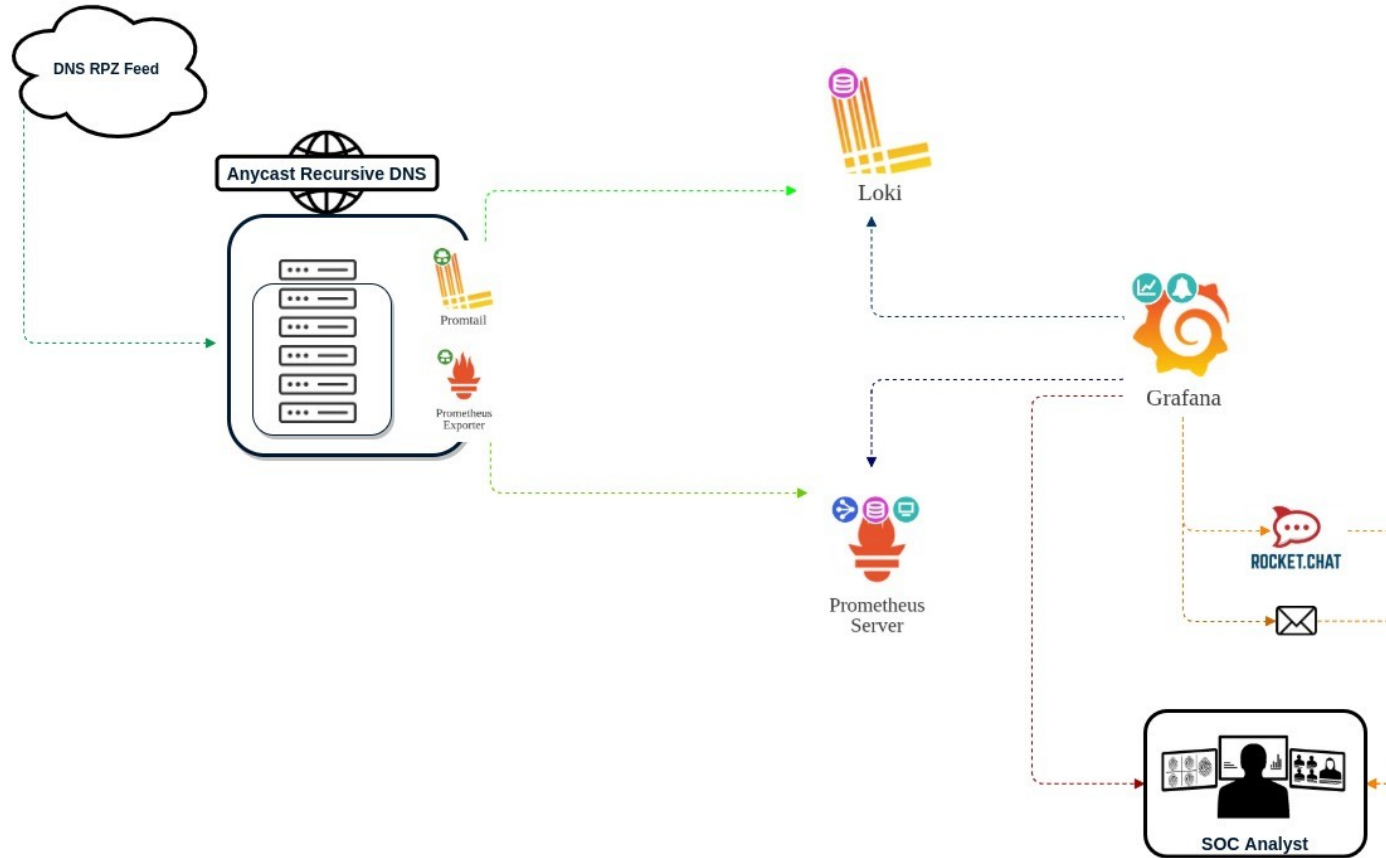 DNS RPZ Feed
Anycast Recursive DNS
Promtail
Prometheus
Exporter
Loki
Grafana
Prometheus
Server
ROCKET.CHAT
SOC Analyst